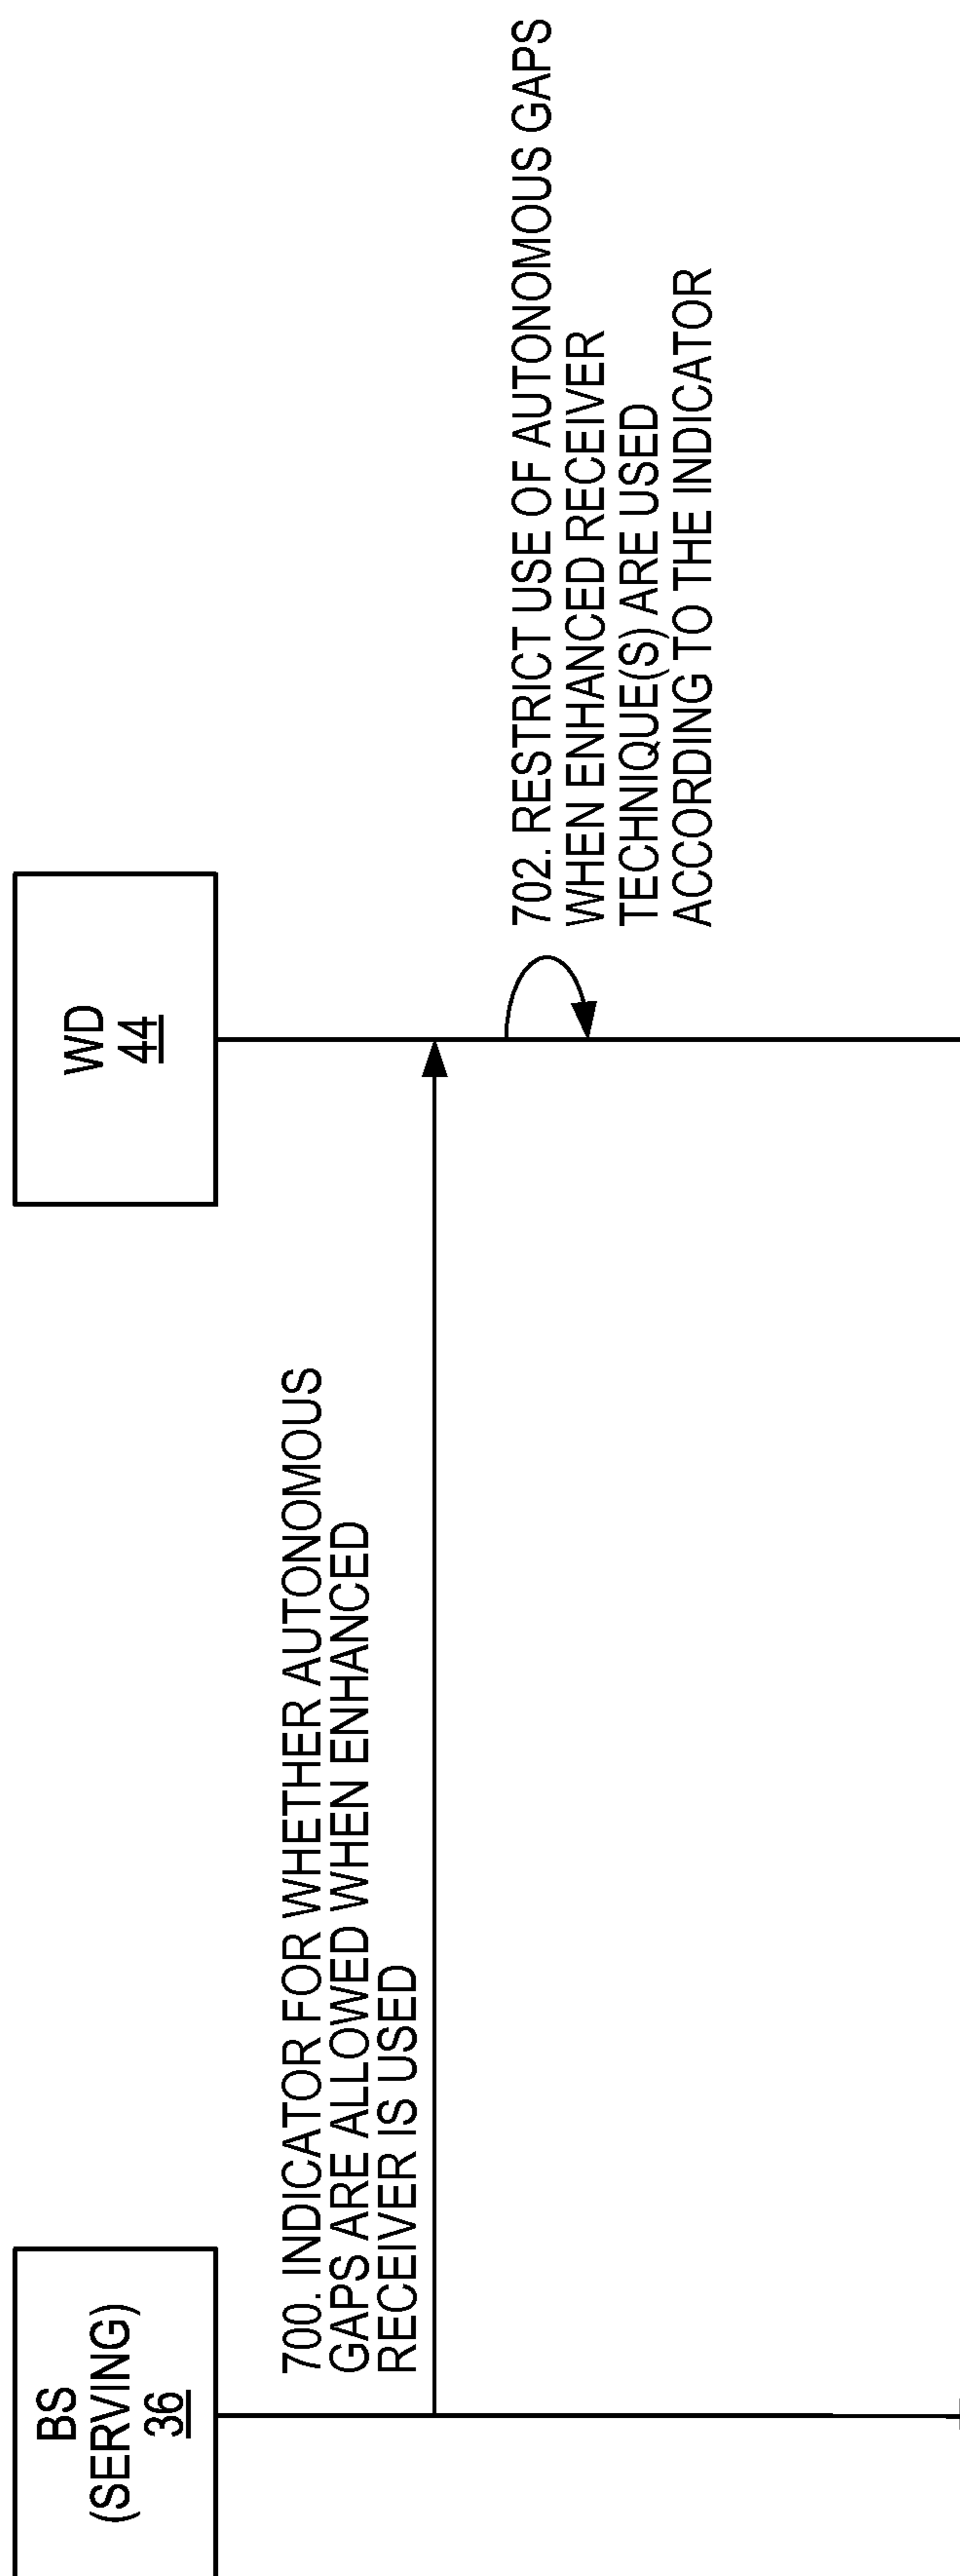 BS
(SERVING)
36
WD
44
700. INDICATOR FOR WHETHER AUTONOMOUS
GAPS ARE ALLOWED WHEN ENHANCED
RECEIVER IS USED
702. RESTRICT USE OF AUTONOMOUS GAPS
WHEN ENHANCED RECEIVER
TECHNIQUE(S) ARE USED
ACCORDING TO THE INDICATOR